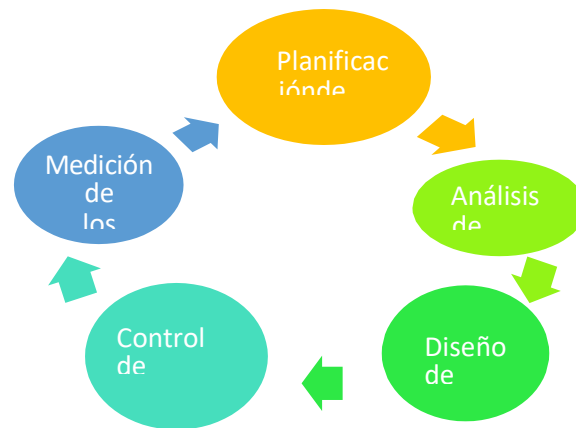 Planificac
iónde
Análisis
de
Diseño
de
Control
de
Medición
de
los